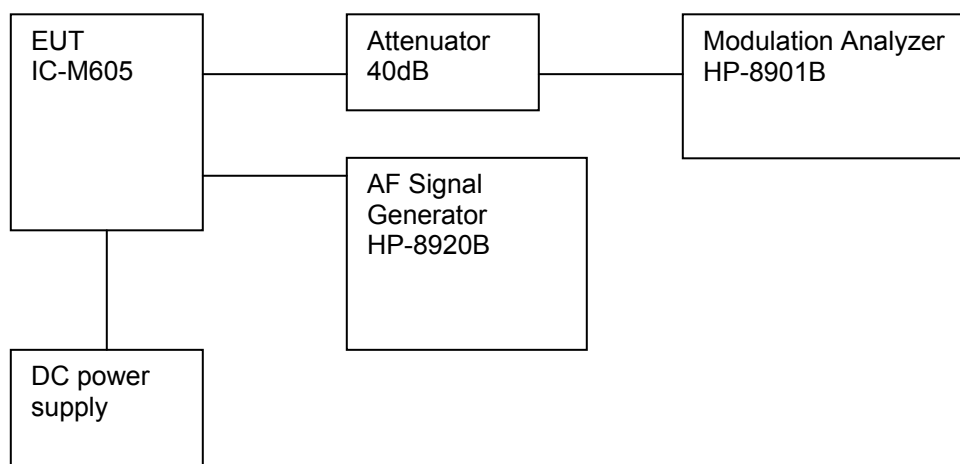 EUT
IC-M605
Attenuator
40dB
Modulation Analyzer
HP-8901B
AF Signal
Generator
HP-8920B
DC power
supply